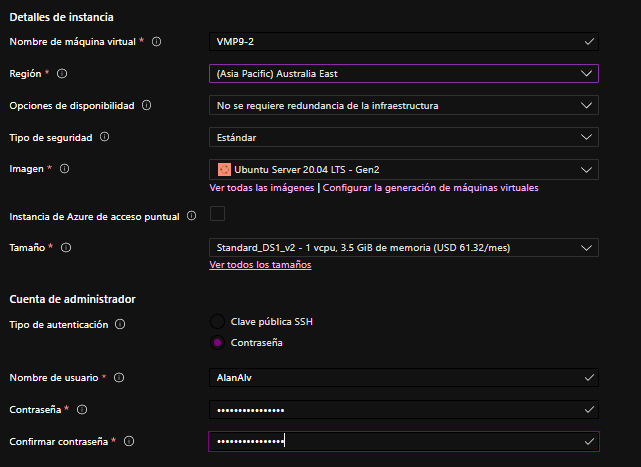 Detalles de instancia
Nombre de máquina virtual * VMP9-2
Región * (Asia Pacific) Australia East
Opciones de disponibilidad No se requiere redundancia de la infraestructura
Tipo de seguridad Estándar
Imagen * Ubuntu Server 20.04 LTS - Gen2
Ver todas las imágenes | Configurar la generación de máquinas virtuales
Instancia de Azure de acceso puntual
Tamaño * Standard_DS1_v2 - 1 vcpu, 3.5 GiB de memoria (USD 61.32/mes)
Ver todos los tamaños
Cuenta de administrador
Tipo de autenticación Clave pública SSH
Contraseña
Nombre de usuario * AlanAlv
Contraseña * ••••••••••••••••
Confirmar contraseña * ••••••••••••••••